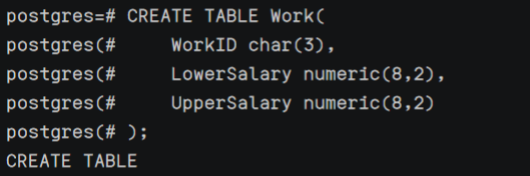 postgres=# CREATE TABLE Work(
postgres(#     WorkID char(3),
postgres(#     LowerSalary numeric(8,2),
postgres(#     UpperSalary numeric(8,2)
postgres(# );
CREATE TABLE